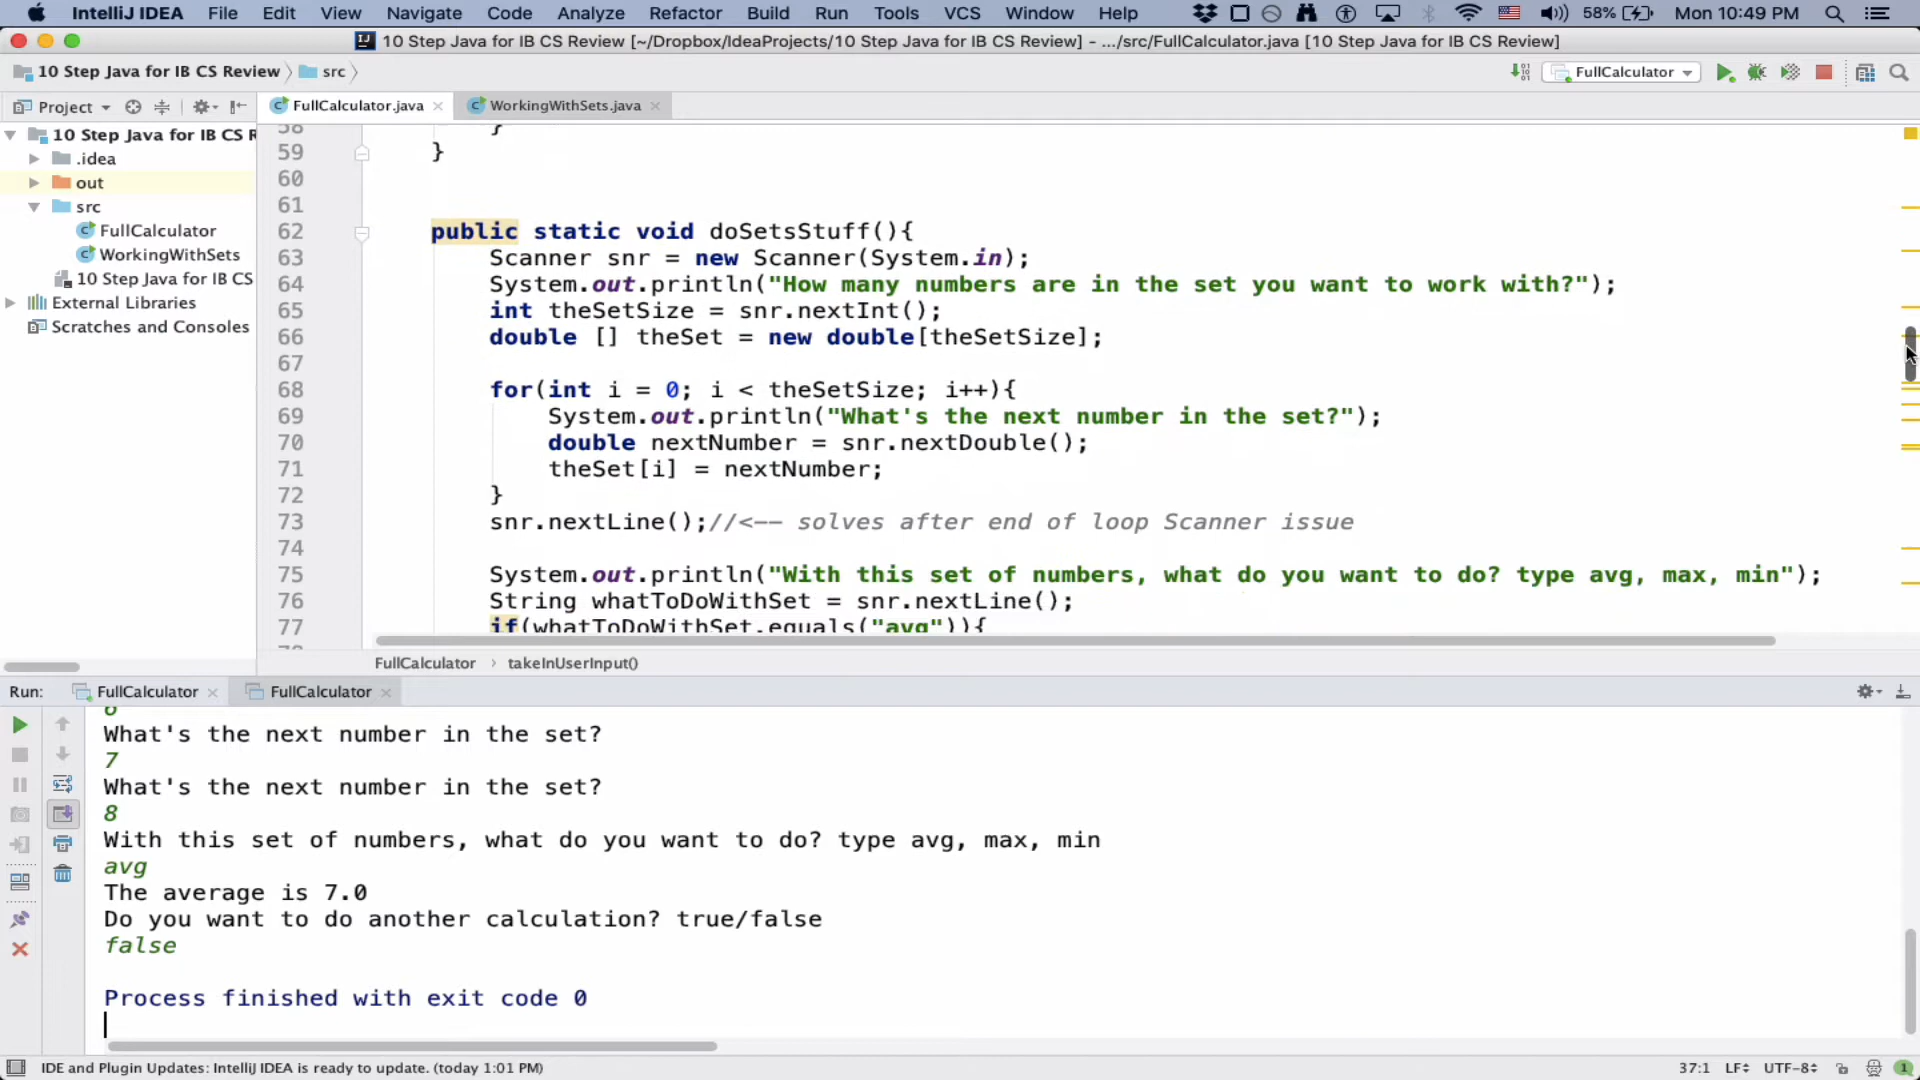 IntelliJ IDEA File Edit View Navigate Code Analyze Refactor Build Run Tools VCS Window Help 58% Mon 10:49 PM
10 Step Java for IB CS Review [~/Dropbox/IdeaProjects/10 Step Java for IB CS Review] - .../src/FullCalculator.java [10 Step Java for IB CS Review]
10 Step Java for IB CS Review src FullCalculator
Project FullCalculator.java WorkingWithSets.java
10 Step Java for IB CS R
.idea
out
src
FullCalculator
WorkingWithSets
10 Step Java for IB CS
External Libraries
Scratches and Consoles
58 }
59 }
60
61
62 public static void doSetsStuff(){
63 Scanner snr = new Scanner(System.in);
64 System.out.println("How many numbers are in the set you want to work with?");
65 int theSetSize = snr.nextInt();
66 double [] theSet = new double[theSetSize];
67
68 for(int i = 0; i < theSetSize; i++){
69 System.out.println("What's the next number in the set?");
70 double nextNumber = snr.nextDouble();
71 theSet[i] = nextNumber;
72 }
73 snr.nextLine();//<-- solves after end of loop Scanner issue
74
75 System.out.println("With this set of numbers, what do you want to do? type avg, max, min");
76 String whatToDoWithSet = snr.nextLine();
77 if(whatToDoWithSet.equals("avg")){
FullCalculator › takeInUserInput()
Run: FullCalculator FullCalculator
6
What's the next number in the set?
7
What's the next number in the set?
8
With this set of numbers, what do you want to do? type avg, max, min
avg
The average is 7.0
Do you want to do another calculation? true/false
false
Process finished with exit code 0
IDE and Plugin Updates: IntelliJ IDEA is ready to update. (today 1:01 PM) 37:1 LF UTF-8 1